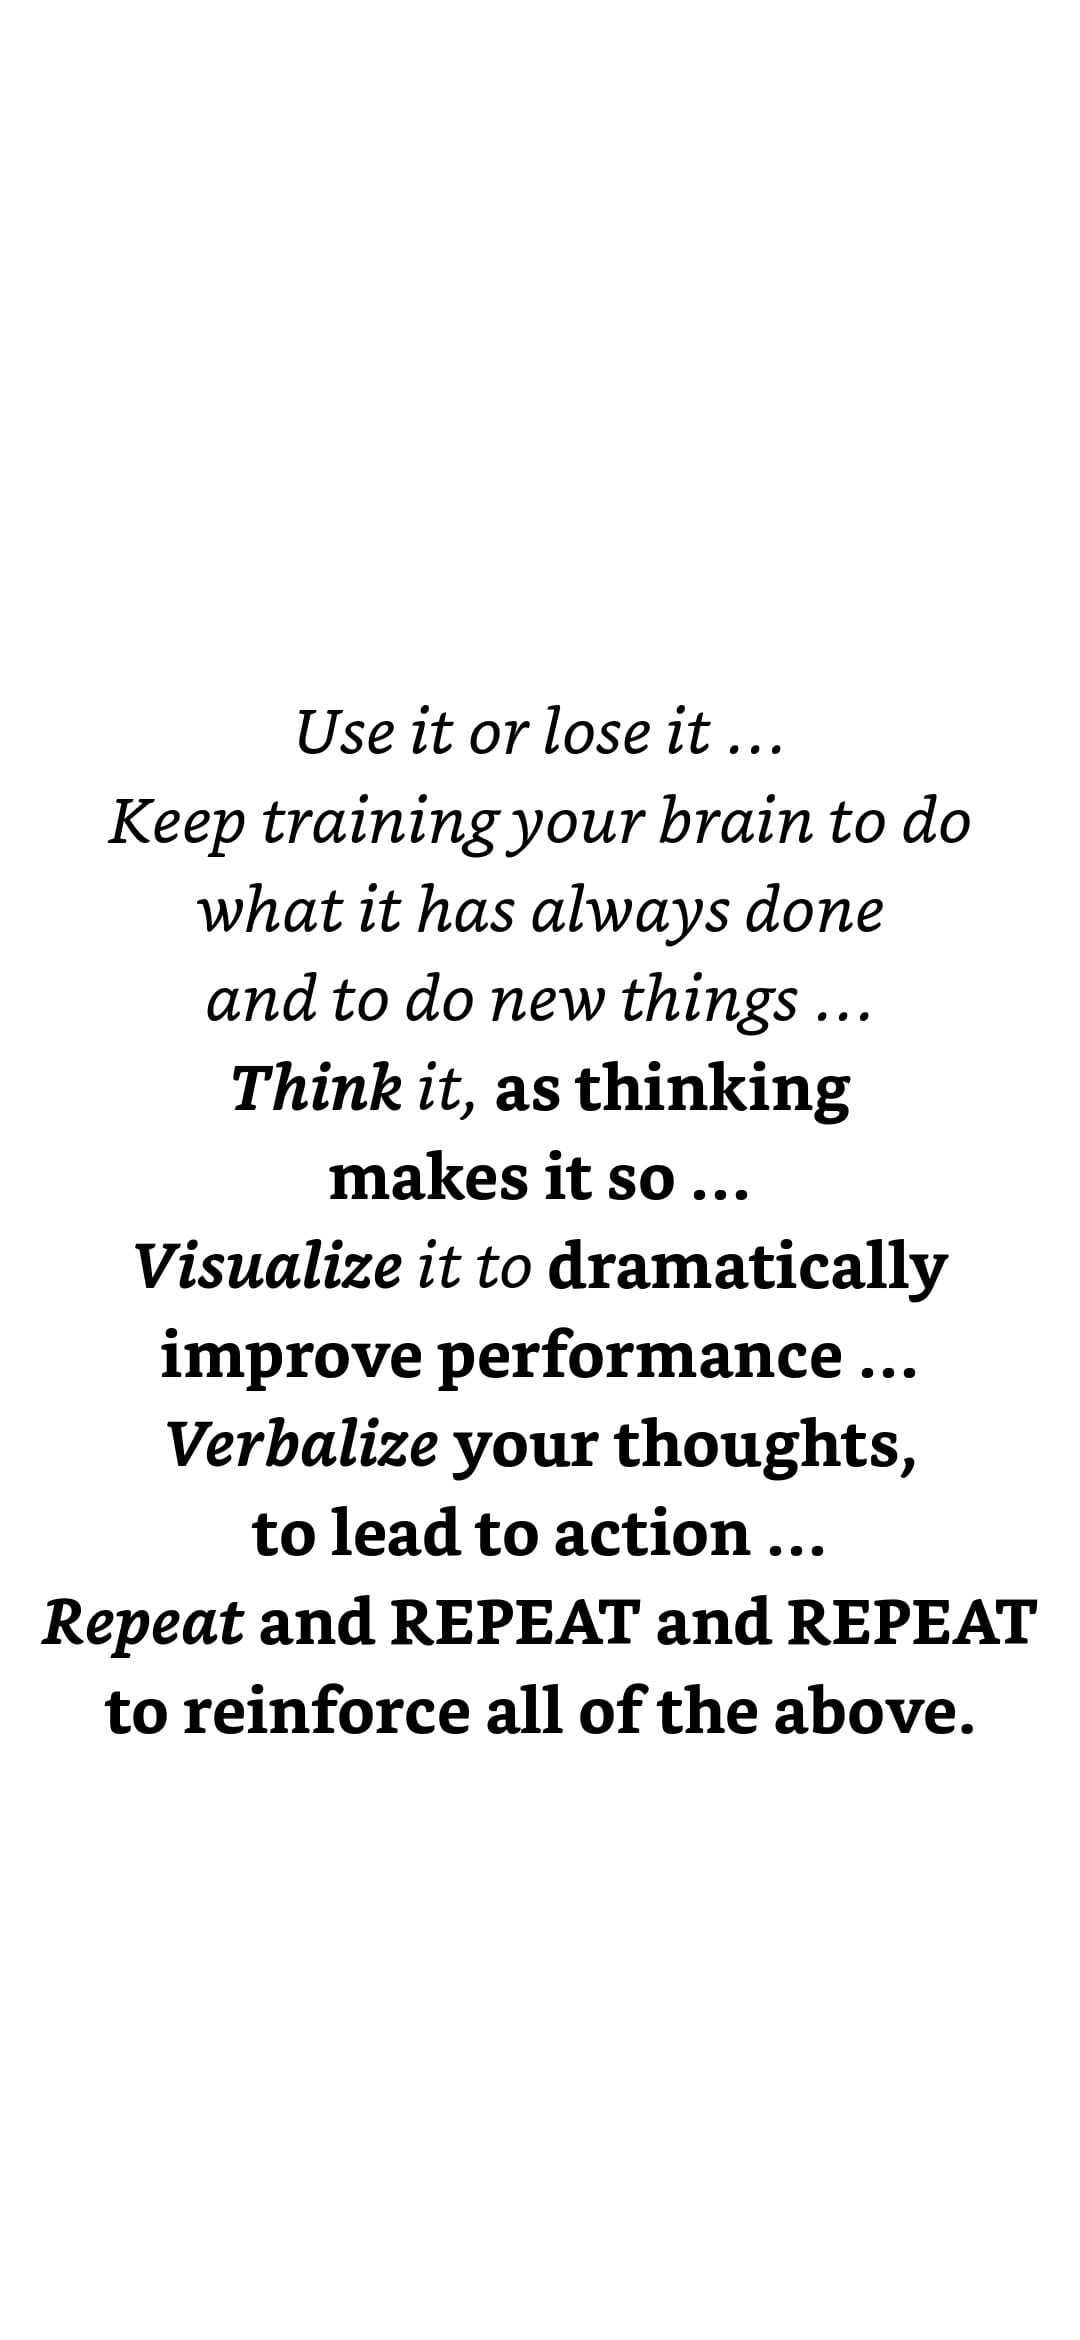 Use it or lose it …
Keep training your brain to do
what it has always done
and to do new things …
Think it, as thinking
makes it so …
Visualize it to dramatically
improve performance …
Verbalize your thoughts,
to lead to action …
Repeat and REPEAT and REPEAT
to reinforce all of the above.